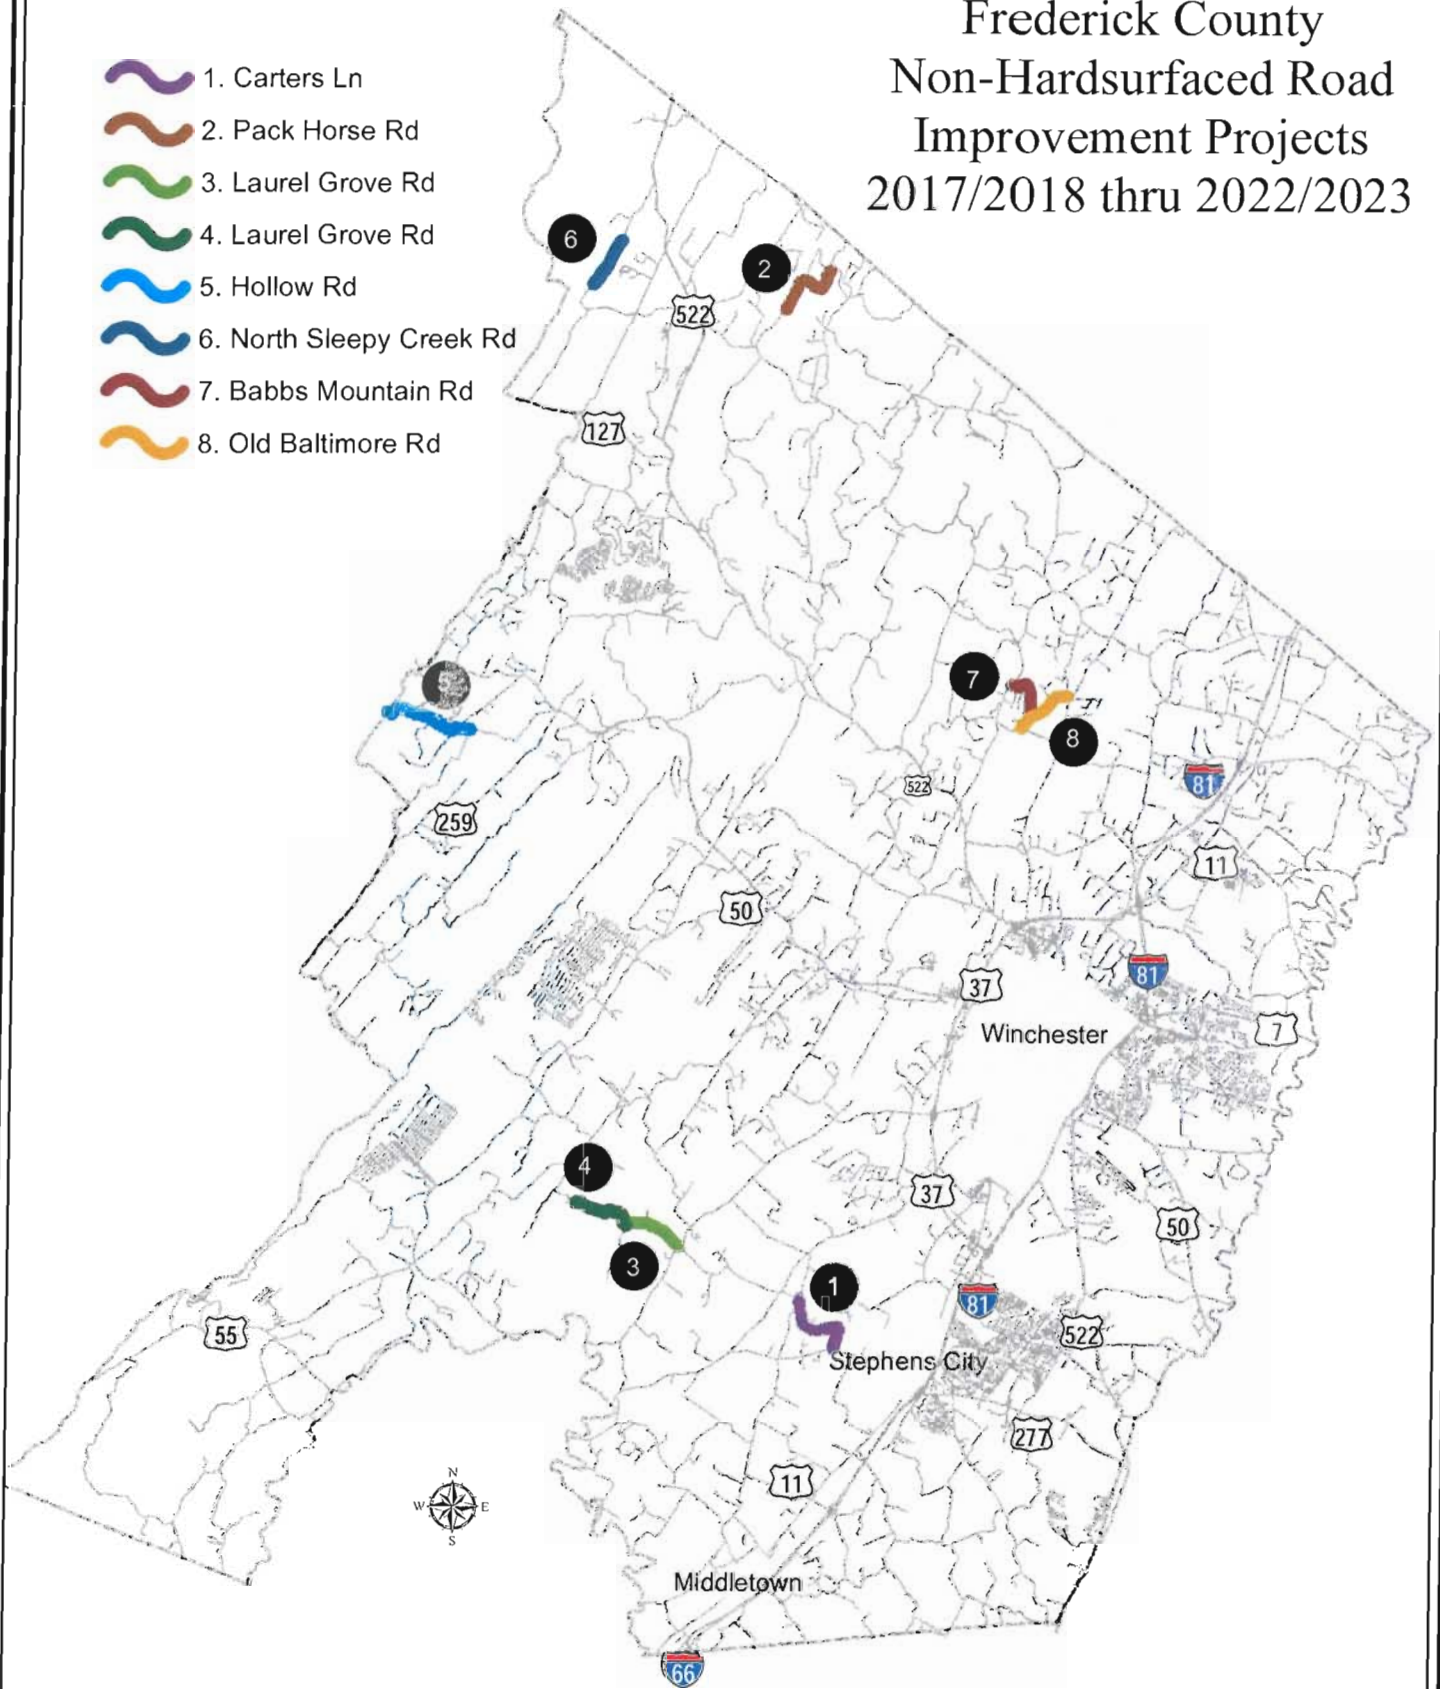 Frederick County
Non-Hardsurfaced Road
Improvement Projects
2017/2018 thru 2022/2023
1. Carters Ln
2. Pack Horse Rd
3. Laurel Grove Rd
4. Laurel Grove Rd
5. Hollow Rd
6. North Sleepy Creek Rd
7. Babbs Mountain Rd
8. Old Baltimore Rd
6
2
522
127
5
7
8
522
81
259
11
50
81
37
Winchester
7
4
37
50
3
1
81
55
522
Stephens City
277
11
N
W E
S
Middletown
66